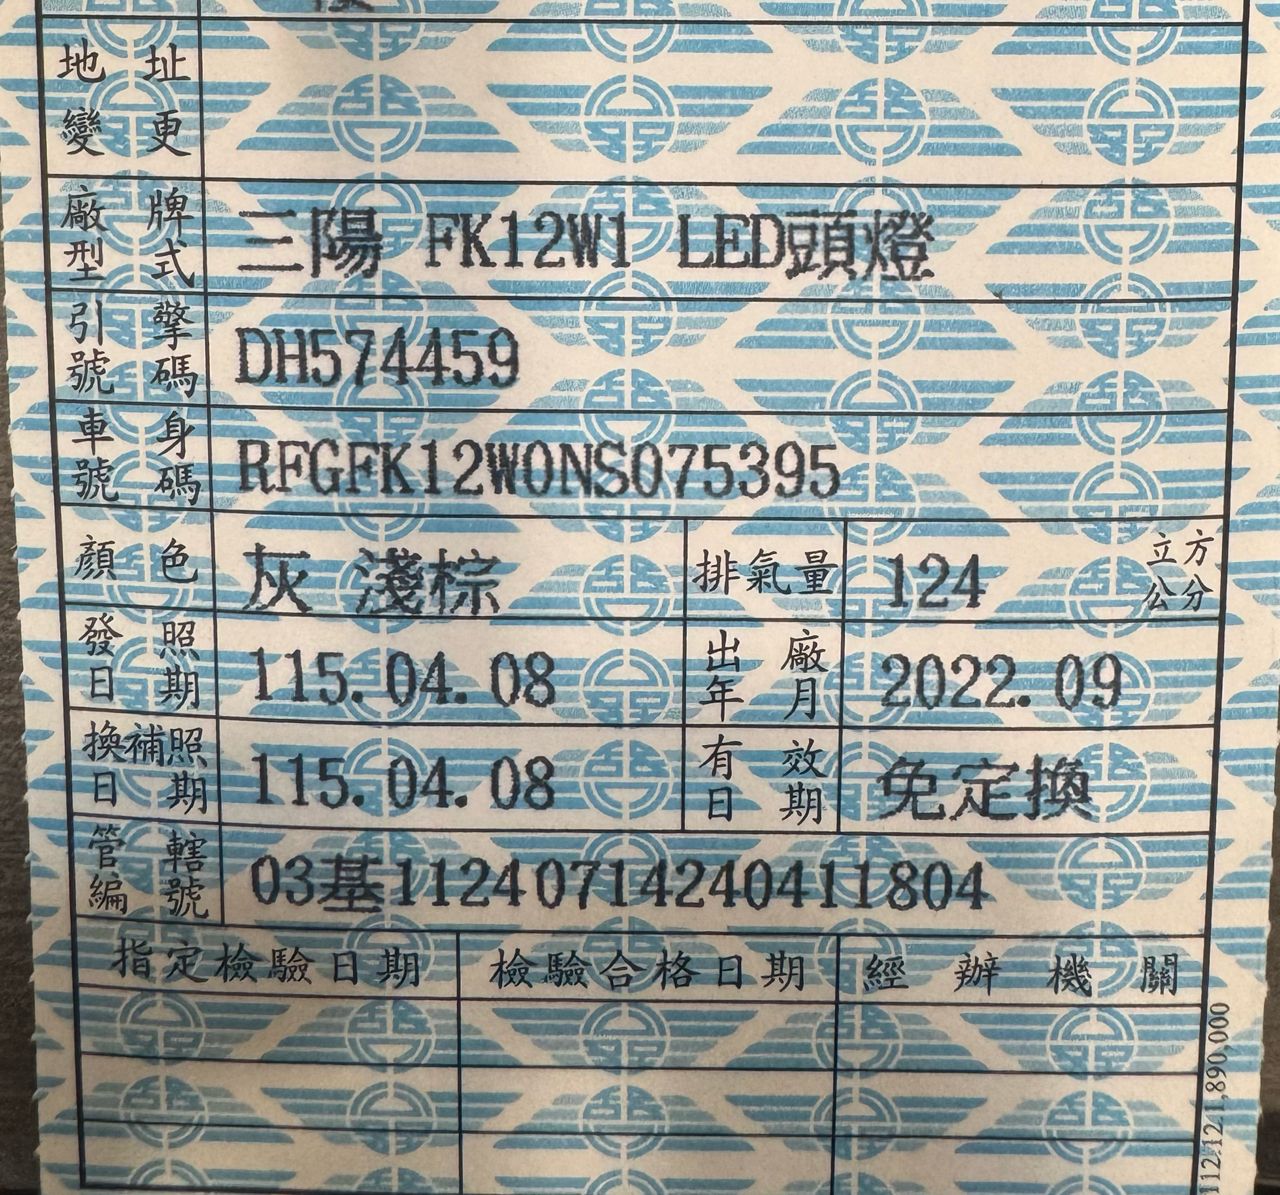 地址
變更
廠牌
型式
三陽 FK12W1 LED頭燈
引擎
號碼
DH574459
車身
號碼
RFGFK12W0NS075395
顏色
灰 淺棕
排氣量
124
立方
公分
發照
日期
115.04.08
出廠
年月
2022.09
換補照
日期
115.04.08
有效
日期
免定換
管轄
編號
03基1124071424041​1804
指定檢驗日期 檢驗合格日期 經辦機關
112.12.1,890,000